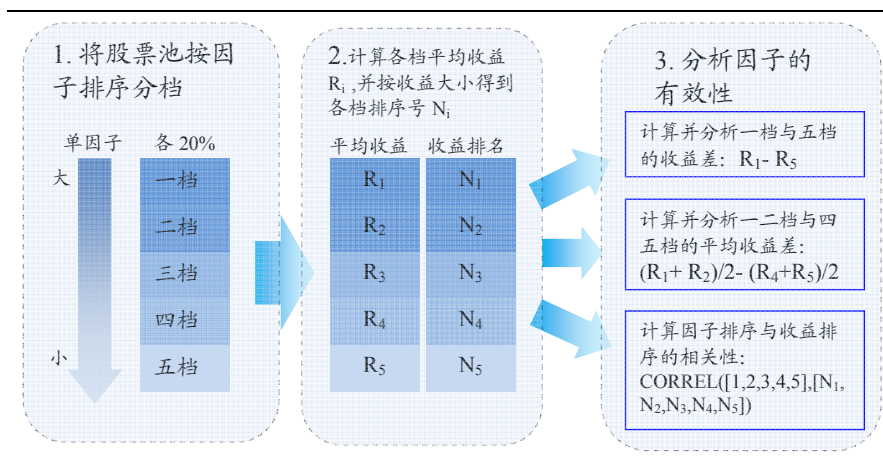 1. 将股票池按因
子排序分档
单因子 各 20%
大
一档
二档
三档
四档
小
五档
2.计算各档平均收益
Ri ,并按收益大小得到
各档排序号 Ni
平均收益 收益排名
R1 N1
R2 N2
R3 N3
R4 N4
R5 N5
3. 分析因子的
有效性
计算并分析一档与五档
的收益差: R1- R5
计算并分析一二档与四
五档的平均收益差:
(R1+ R2)/2- (R4+R5)/2
计算因子排序与收益排
序的相关性:
CORREL([1,2,3,4,5],[N1,
N2,N3,N4,N5])